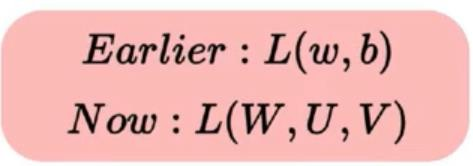 Earlier : L(w, b)
Now : L(W, U, V)